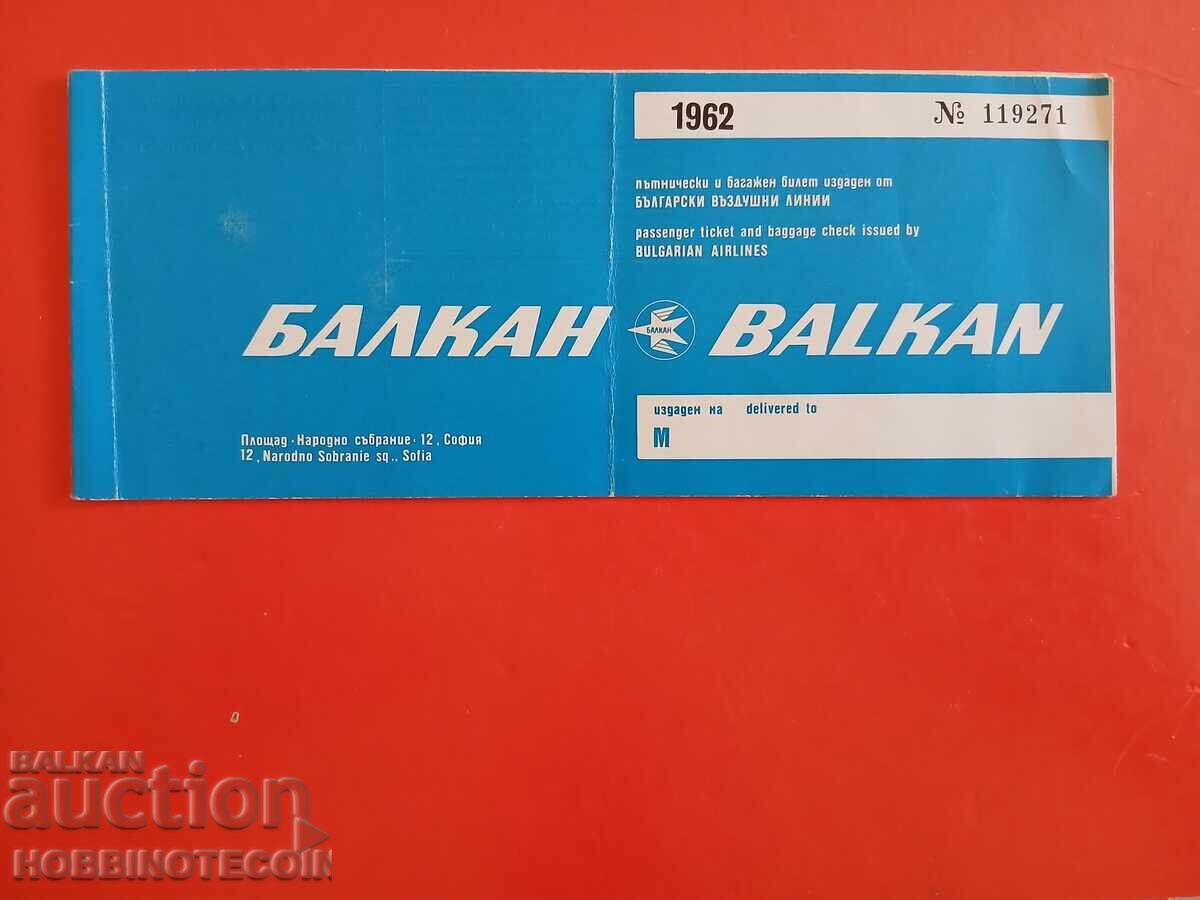 1962 № 119271
пътнически и багажен билет издаден от
БЪЛГАРСКИ ВЪЗДУШНИ ЛИНИИ
passenger ticket and baggage check issued by
BULGARIAN AIRLINES
БАЛКАН БАЛКАН BALKAN
издаден на delivered to
М
Площад · Народно събрание · 12, София
12, Narodno Sobranie sq., Sofia
BALKAN
auction
HOBBINOTECOIN